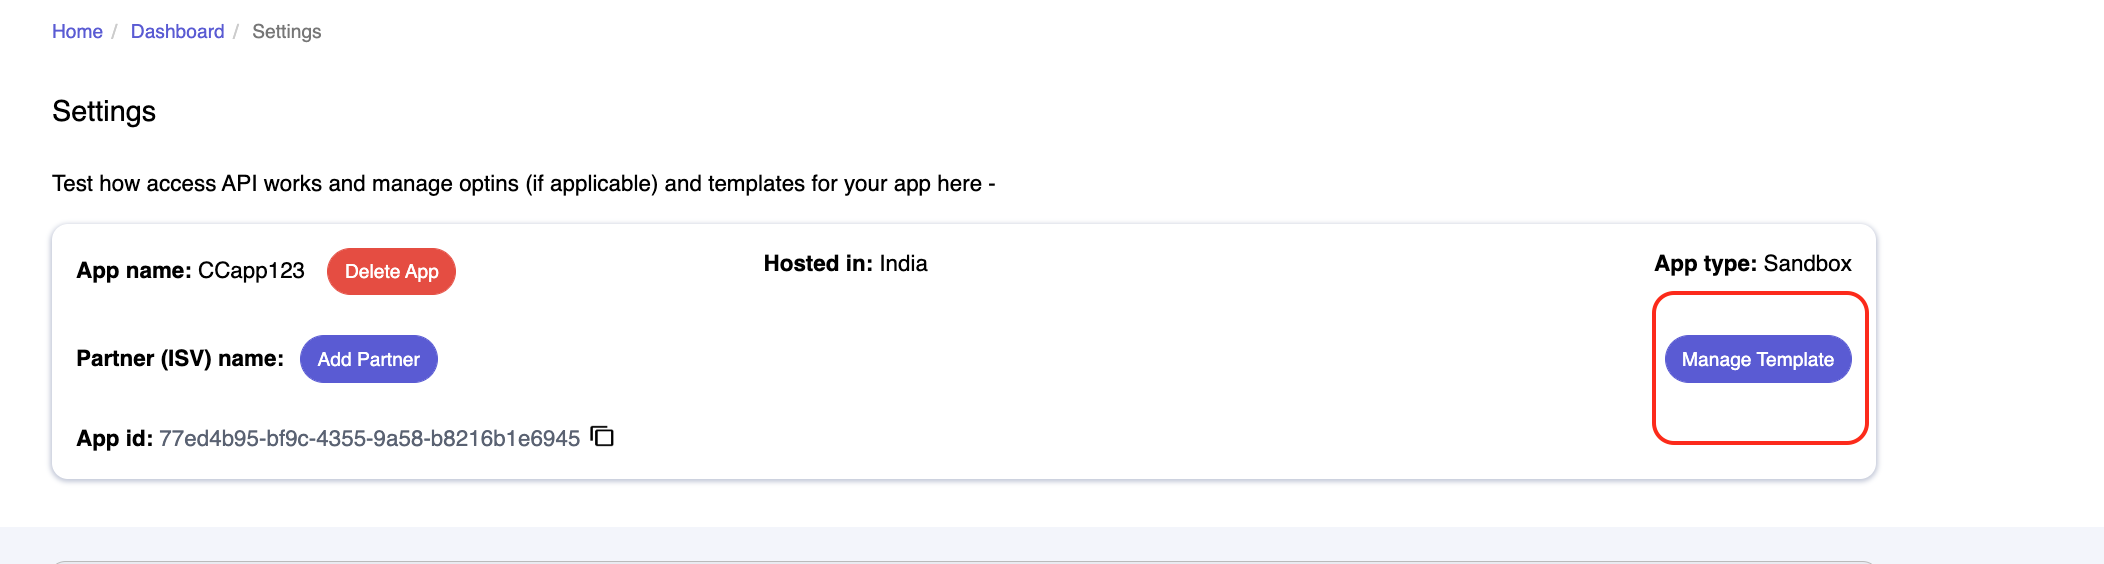 Home / Dashboard / Settings
Settings
Test how access API works and manage optins (if applicable) and templates for your app here -
App name: CCapp123 Delete App Hosted in: India App type: Sandbox
Partner (ISV) name: Add Partner Manage Template
App id: 77ed4b95-bf9c-4355-9a58-b8216b1e6945